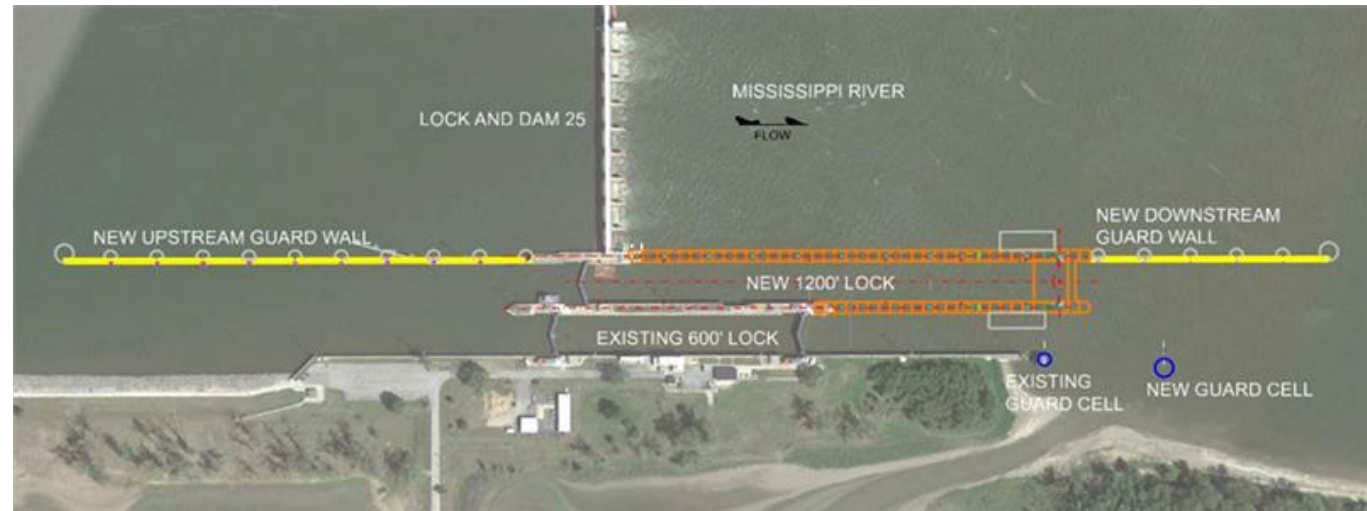 MISSISSIPPI RIVER
LOCK AND DAM 25
FLOW
NEW UPSTREAM GUARD WALL
NEW DOWNSTREAM
GUARD WALL
NEW 1200' LOCK
EXISTING 600' LOCK
EXISTING
GUARD CELL
NEW GUARD CELL